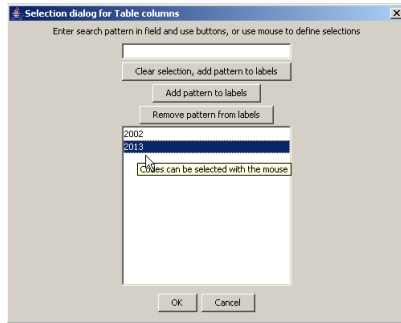 Selection dialog for Table columns
Enter search pattern in field and use buttons, or use mouse to define selections
Clear selection, add pattern to labels
Add pattern to labels
Remove pattern from labels
2002
2013
Codes can be selected with the mouse
OK
Cancel